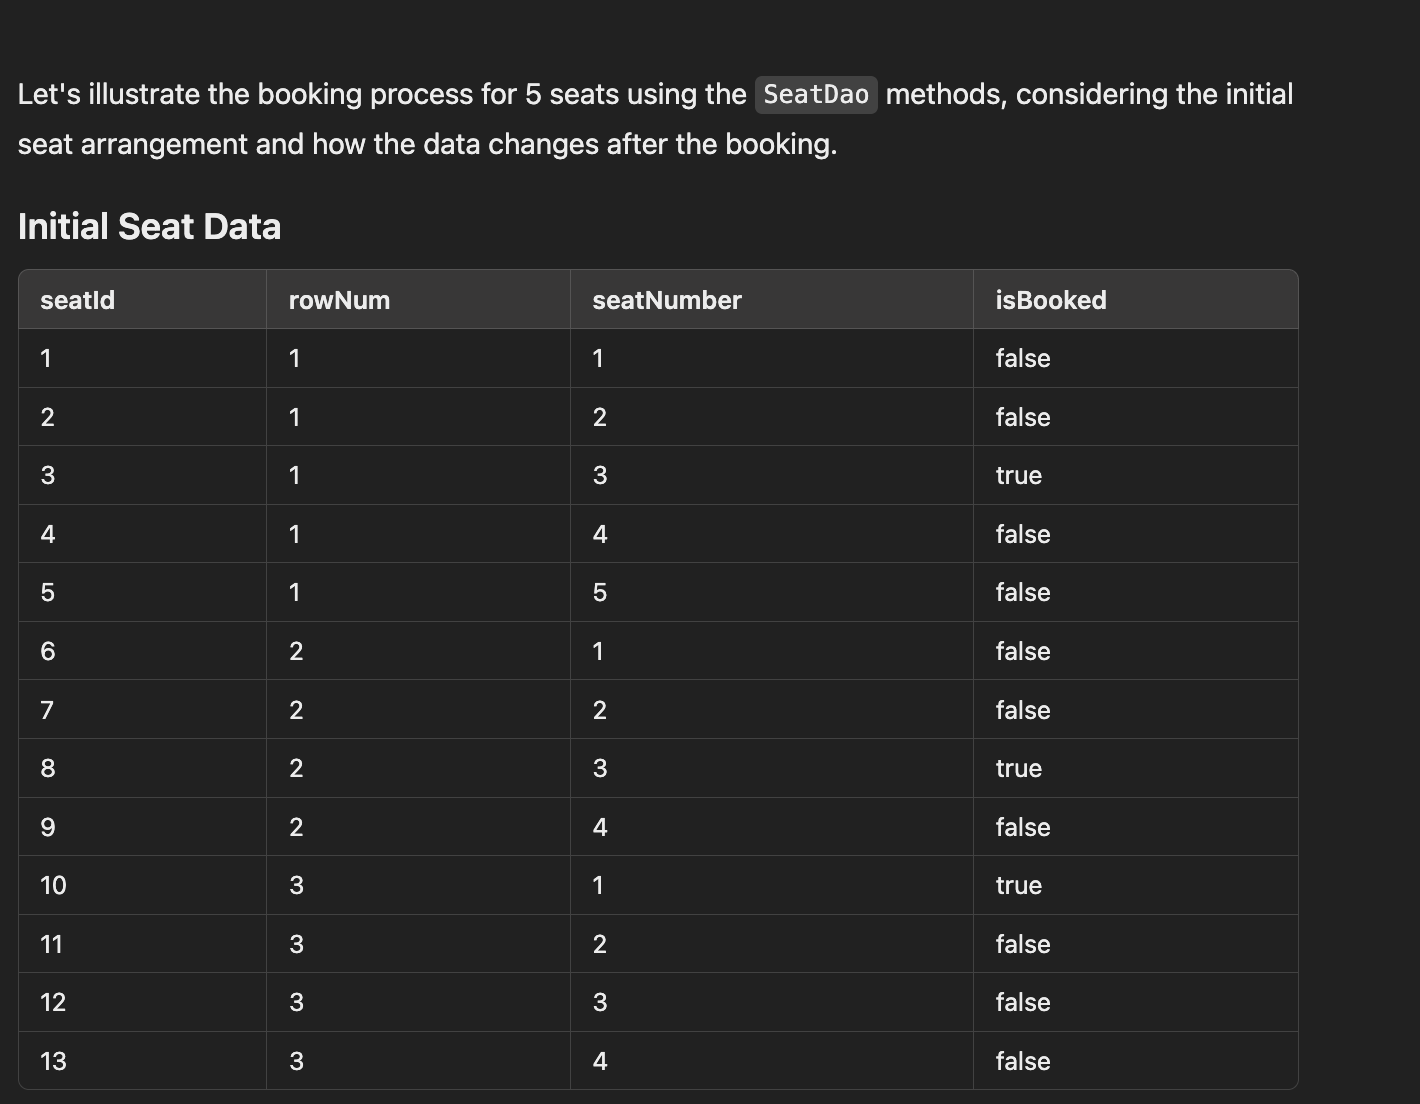 Let's illustrate the booking process for 5 seats using the SeatDao methods, considering the initial
seat arrangement and how the data changes after the booking.
Initial Seat Data
seatId rowNum seatNumber isBooked
1 1 1 false
2 1 2 false
3 1 3 true
4 1 4 false
5 1 5 false
6 2 1 false
7 2 2 false
8 2 3 true
9 2 4 false
10 3 1 true
11 3 2 false
12 3 3 false
13 3 4 false